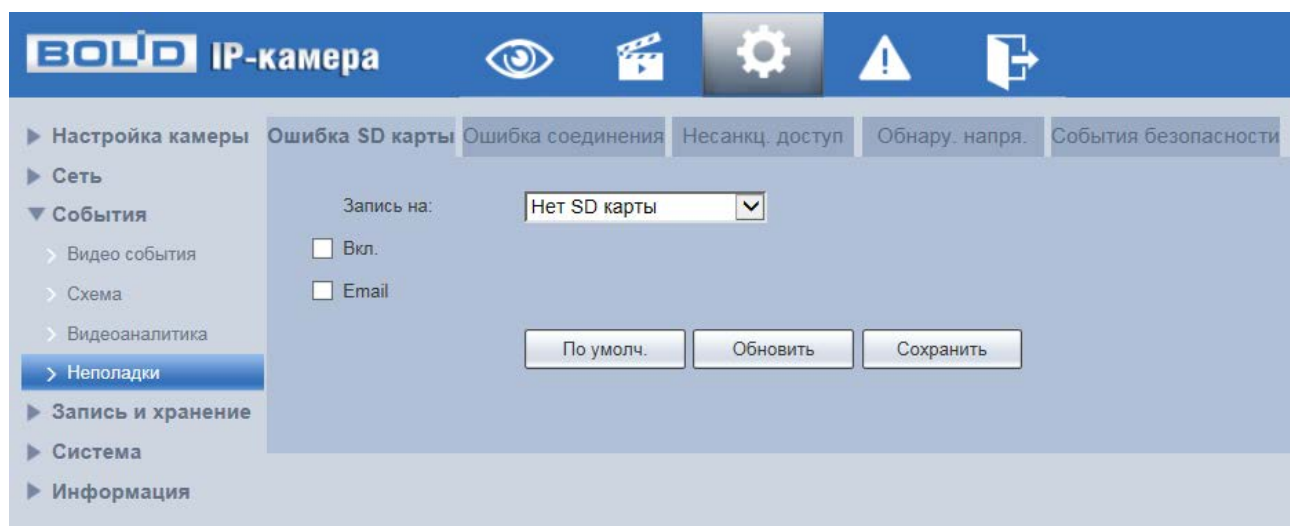 BOLID IP-камера
Настройка камеры
Сеть
События
Видео события
Схема
Видеоаналитика
Неполадки
Запись и хранение
Система
Информация
Ошибка SD карты Ошибка соединения Несанкц. доступ Обнару. напря. События безопасности
Запись на: Нет SD карты
Вкл.
Email
По умолч. Обновить Сохранить